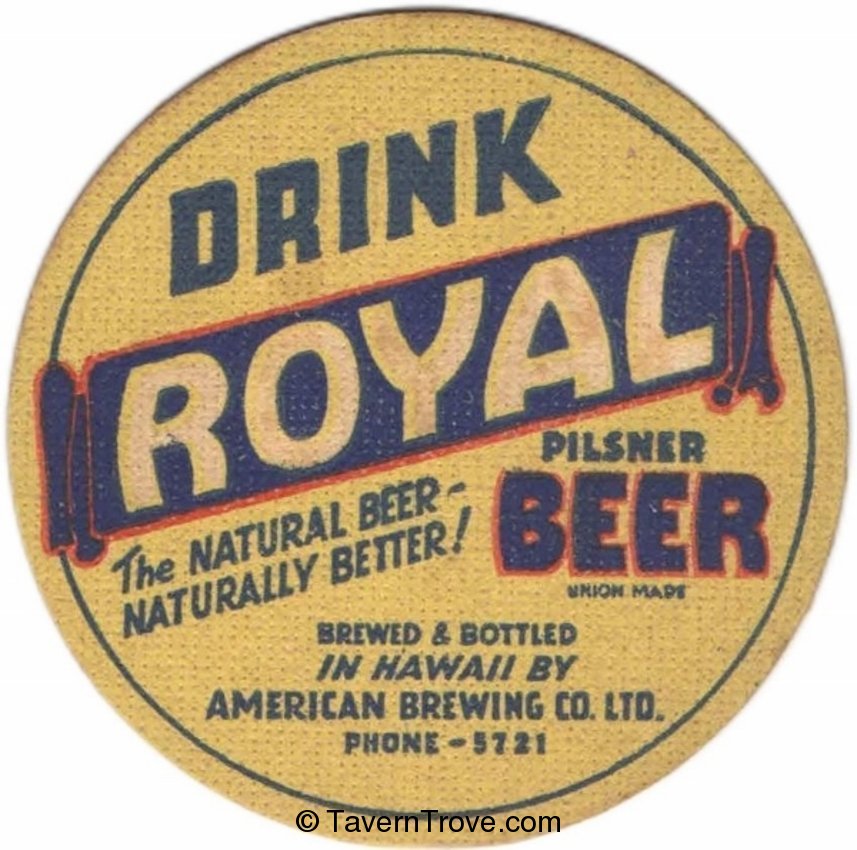 DRINK
ROYAL
PILSNER
BEER
UNION MADE
The NATURAL BEER-
NATURALLY BETTER!
BREWED & BOTTLED
IN HAWAII BY
AMERICAN BREWING CO. LTD.
PHONE - 5721
© TavernTrove.com